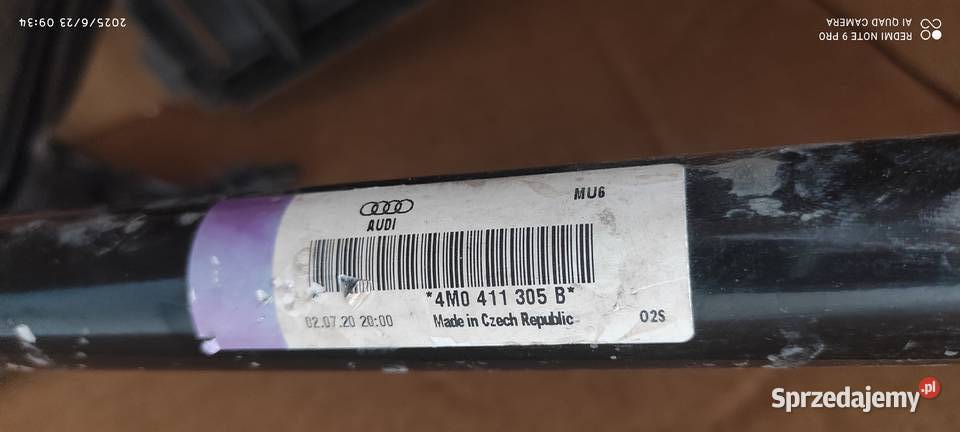 2025/6/23 09:34
REDMI NOTE 9 PRO
AI QUAD CAMERA
MU6
AUDI
*4M0 411 305 B*
02.07.20 20:00
Made in Czech Republic
02S
Sprzedajemy.pl